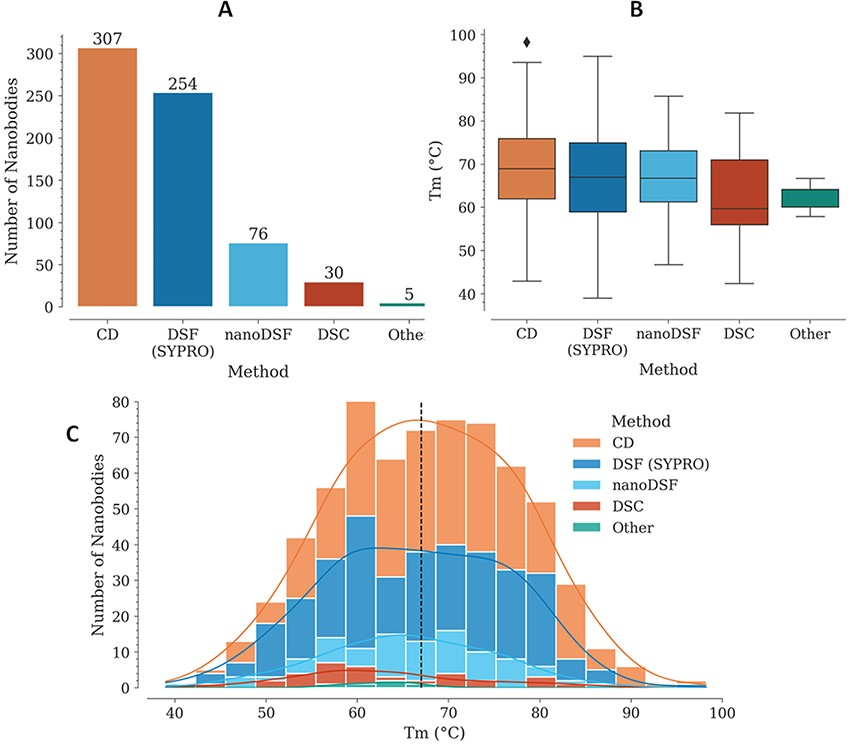 A
Number of Nanobodies
300
250
200
150
100
50
0
307
254
76
30
5
CD
DSF
(SYPRO)
nanoDSF
DSC
Othe
Method
B
Tm (°C)
100
90
80
70
60
50
40
CD
DSF
(SYPRO)
nanoDSF
DSC
Other
Method
C
Number of Nanobodies
80
70
60
50
40
30
20
10
0
40
50
60
70
80
90
100
Tm (°C)
Method
CD
DSF (SYPRO)
nanoDSF
DSC
Other